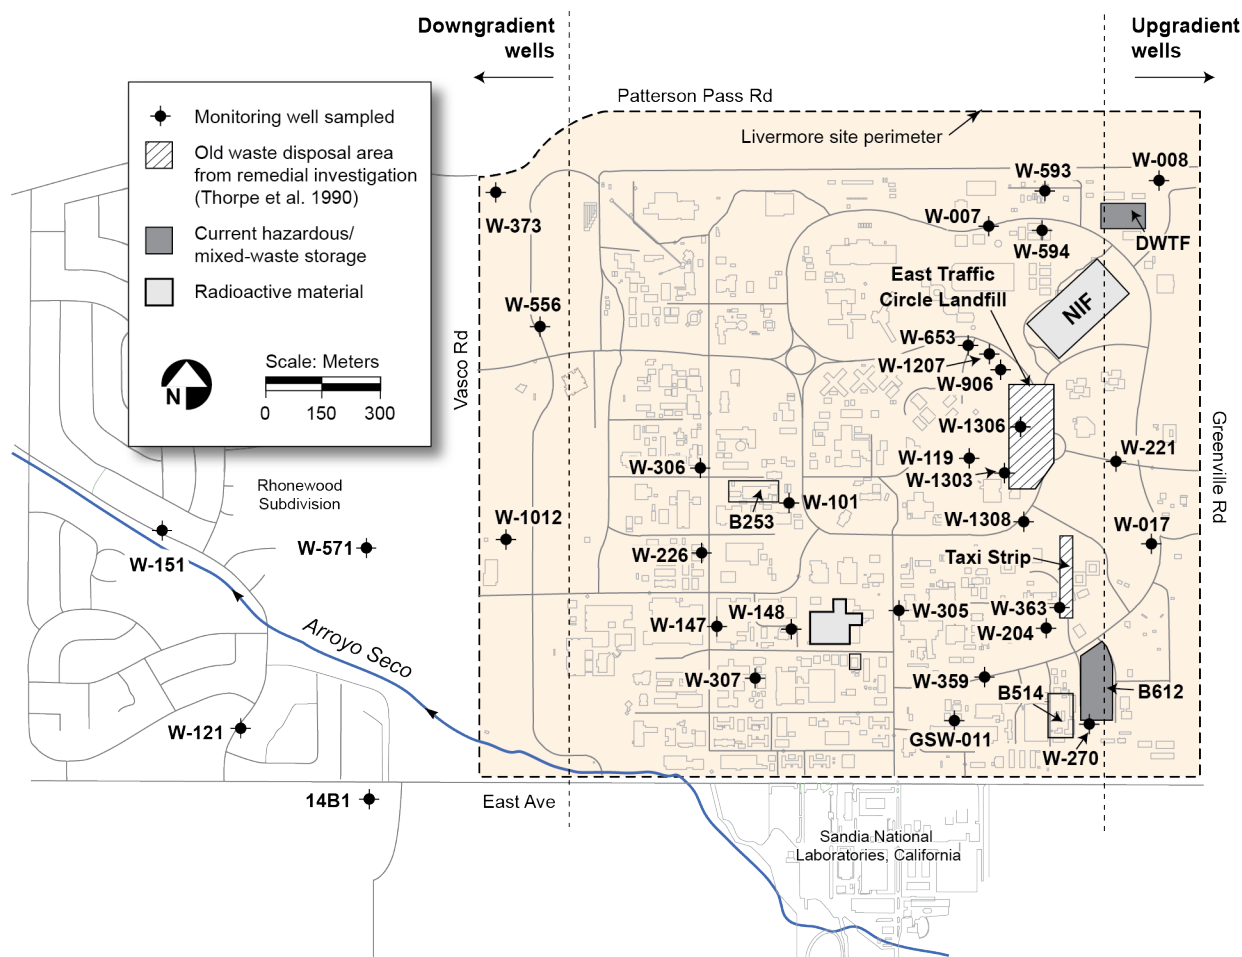 Downgradient
wells
Upgradient
wells
Patterson Pass Rd
Livermore site perimeter
Monitoring well sampled
Old waste disposal area
from remedial investigation
(Thorpe et al. 1990)
Current hazardous/
mixed-waste storage
Radioactive material
N
Scale: Meters
0 150 300
W-373
W-593
W-008
W-007
W-594
DWTF
East Traffic
Circle Landfill
NIF
W-556
Vasco Rd
W-653
W-1207
W-906
W-1306
Greenville Rd
W-119
W-221
W-1303
W-306
B253
W-101
Rhonewood
Subdivision
W-1012
W-1308
W-017
W-151
W-571
W-226
Taxi Strip
W-147
W-148
W-305
W-363
W-204
Arroyo Seco
W-307
W-359
B514
B612
W-121
GSW-011
W-270
14B1
East Ave
Sandia National
Laboratories, California